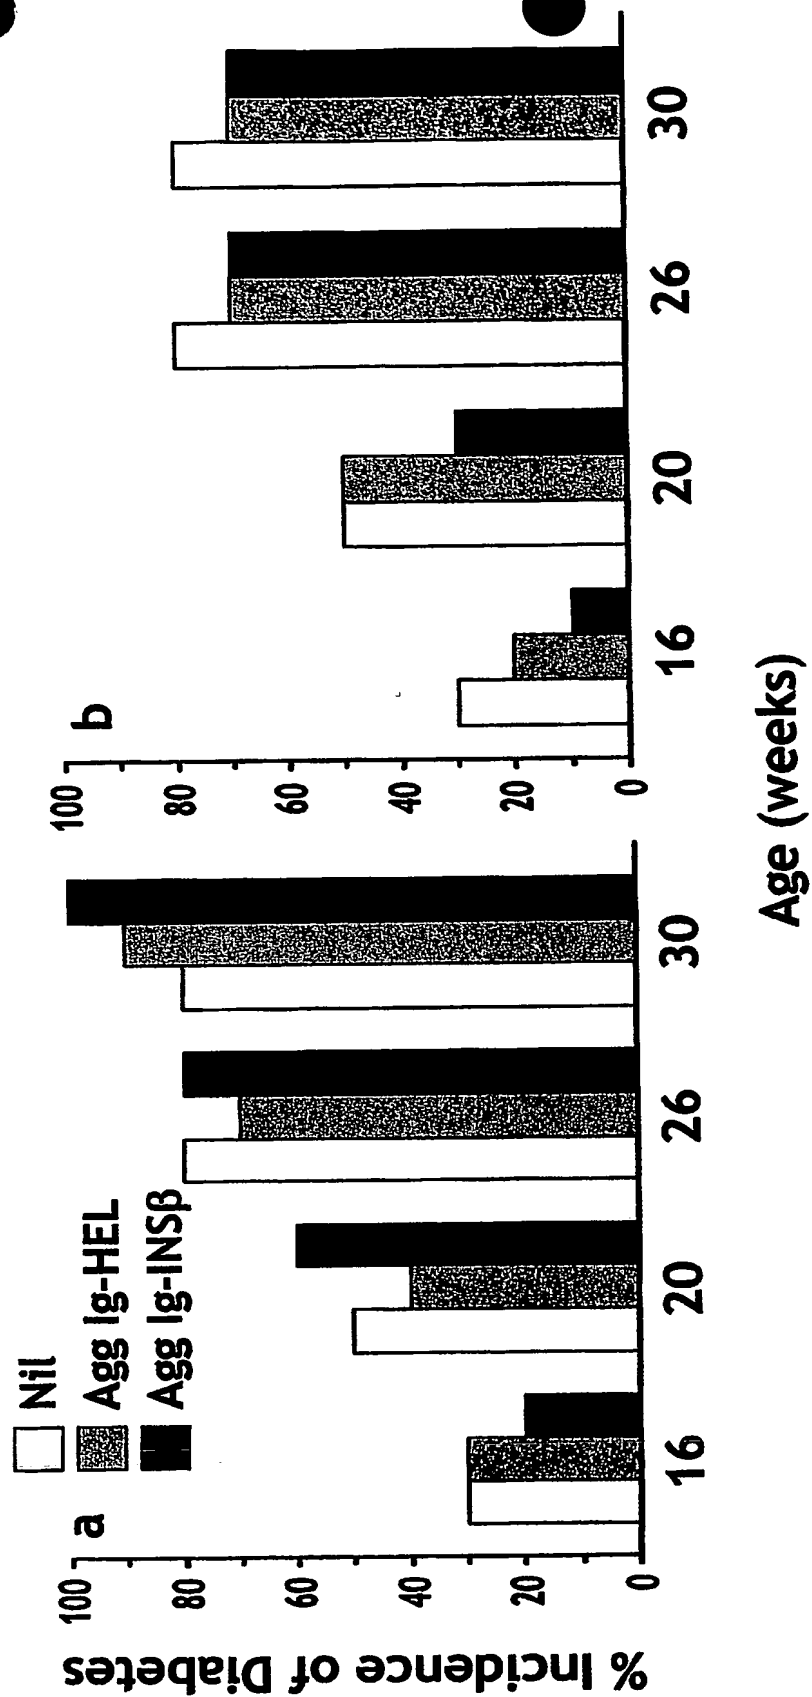 % Incidence of Diabetes
a
Nil
Agg Ig-HEL
Agg Ig-INSβ
100
80
60
40
20
0
16
20
26
30
b
100
80
60
40
20
0
16
20
26
30
Age (weeks)